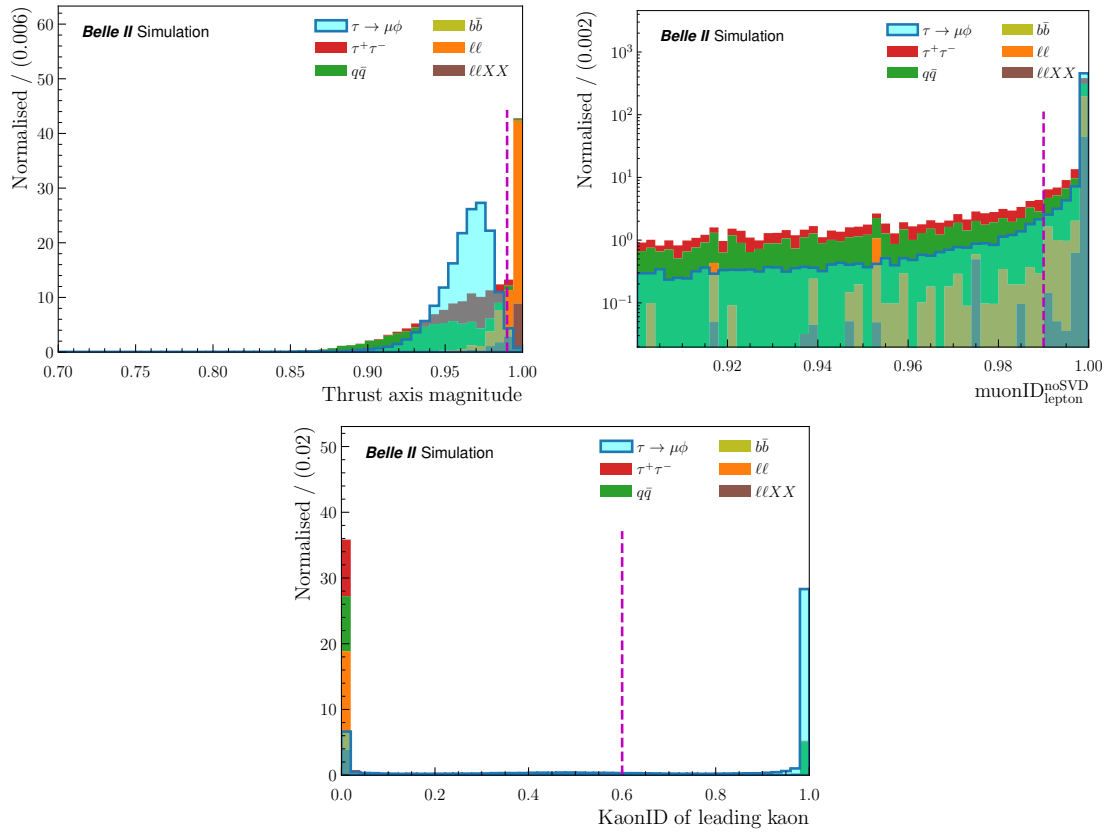 Normalised / (0.006)
60
50
40
30
20
10
0
Belle II Simulation
τ → μϕ
τ⁺τ⁻
qq̄
bb̄
ℓℓ
ℓℓXX
0.70 0.75 0.80 0.85 0.90 0.95 1.00
Thrust axis magnitude
Normalised / (0.002)
10³
10²
10¹
10⁰
10⁻¹
Belle II Simulation
τ → μϕ
τ⁺τ⁻
qq̄
bb̄
ℓℓ
ℓℓXX
0.92 0.94 0.96 0.98 1.00
muonID_lepton^noSVD
Normalised / (0.02)
50
40
30
20
10
0
Belle II Simulation
τ → μϕ
τ⁺τ⁻
qq̄
bb̄
ℓℓ
ℓℓXX
0.0 0.2 0.4 0.6 0.8 1.0
KaonID of leading kaon